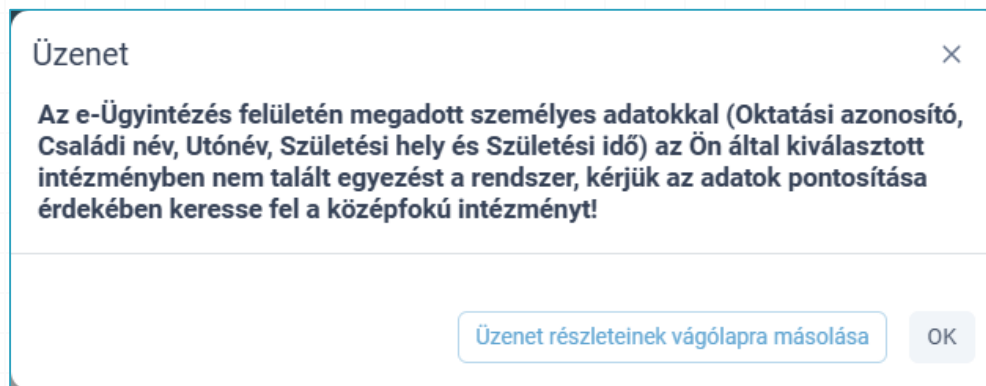 Üzenet
Az e-Ügyintézés felületén megadott személyes adatokkal (Oktatási azonosító,
Családi név, Utónév, Születési hely és Születési idő) az Ön által kiválasztott
intézményben nem talált egyezést a rendszer, kérjük az adatok pontosítása
érdekében keresse fel a középfokú intézményt!
Üzenet részleteinek vágólapra másolása
OK